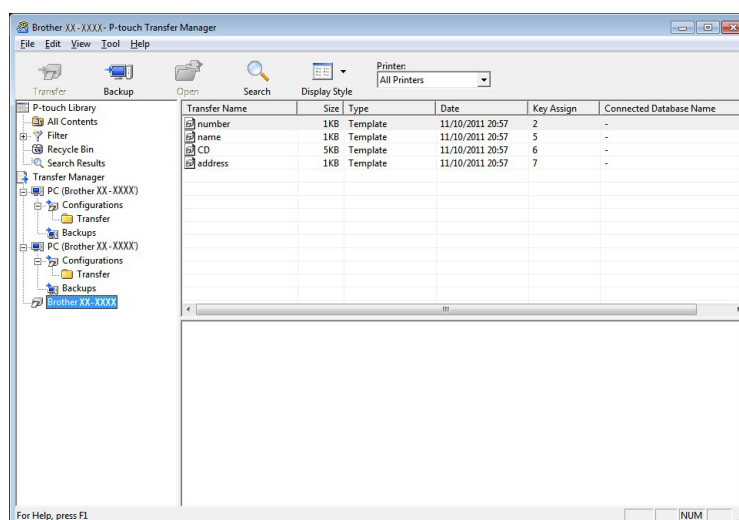 Brother XX-XXXX- P-touch Transfer Manager
File Edit View Tool Help
Printer:
All Printers
Transfer Backup Open Search Display Style
P-touch Library
All Contents
Filter
Recycle Bin
Search Results
Transfer Manager
PC (Brother XX-XXXX)
Configurations
Transfer
Backups
PC (Brother XX-XXXX)
Configurations
Transfer
Backups
Brother XX-XXXX
Transfer Name Size Type Date Key Assign Connected Database Name
number 1KB Template 11/10/2011 20:57 2 -
name 1KB Template 11/10/2011 20:57 5 -
CD 5KB Template 11/10/2011 20:57 6 -
address 1KB Template 11/10/2011 20:57 7 -
For Help, press F1
NUM